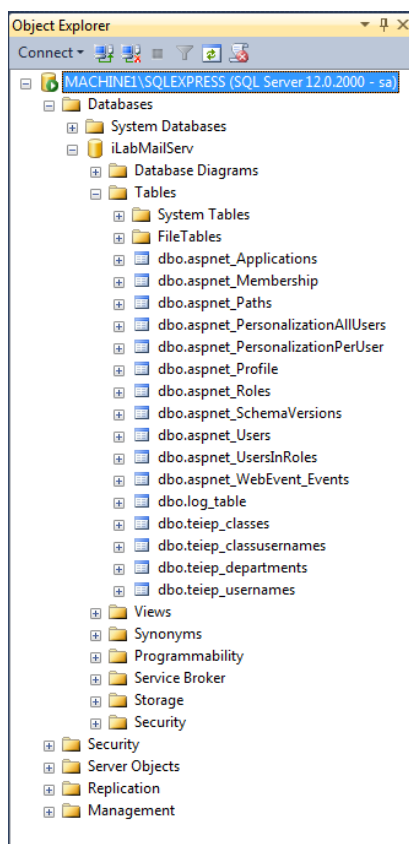 Object Explorer
Connect
MACHINE1\SQLEXPRESS (SQL Server 12.0.2000 - sa)
Databases
System Databases
iLabMailServ
Database Diagrams
Tables
System Tables
FileTables
dbo.aspnet_Applications
dbo.aspnet_Membership
dbo.aspnet_Paths
dbo.aspnet_PersonalizationAllUsers
dbo.aspnet_PersonalizationPerUser
dbo.aspnet_Profile
dbo.aspnet_Roles
dbo.aspnet_SchemaVersions
dbo.aspnet_Users
dbo.aspnet_UsersInRoles
dbo.aspnet_WebEvent_Events
dbo.log_table
dbo.teiep_classes
dbo.teiep_classusernames
dbo.teiep_departments
dbo.teiep_usernames
Views
Synonyms
Programmability
Service Broker
Storage
Security
Security
Server Objects
Replication
Management